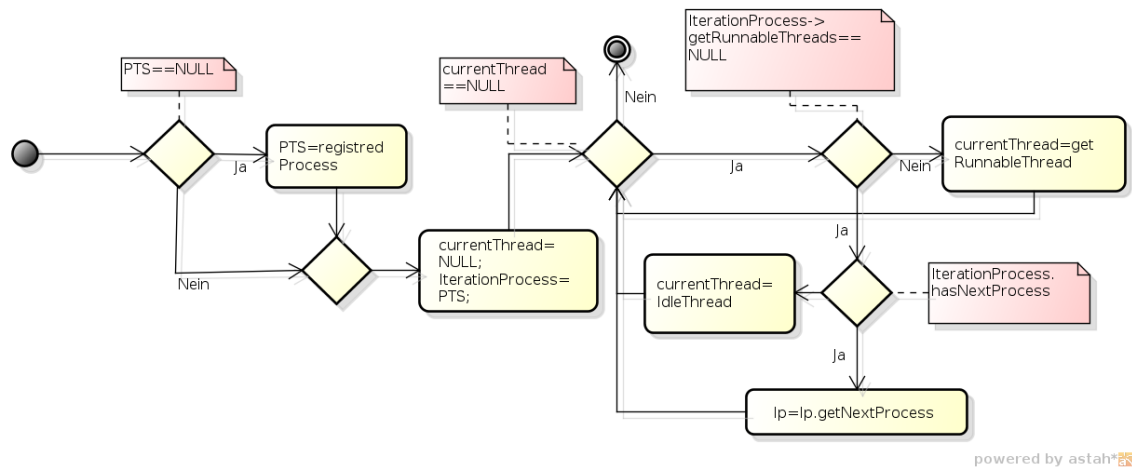 PTS==NULL
Ja
PTS=registred
Process
Nein
currentThread=
NULL;
IterationProcess=
PTS;
currentThread
==NULL
Nein
Ja
IterationProcess->
getRunnableThreads==
NULL
Nein
currentThread=get
RunnableThread
Ja
IterationProcess.
hasNextProcess
currentThread=
IdleThread
Ja
Ip=Ip.getNextProcess
powered by astah*